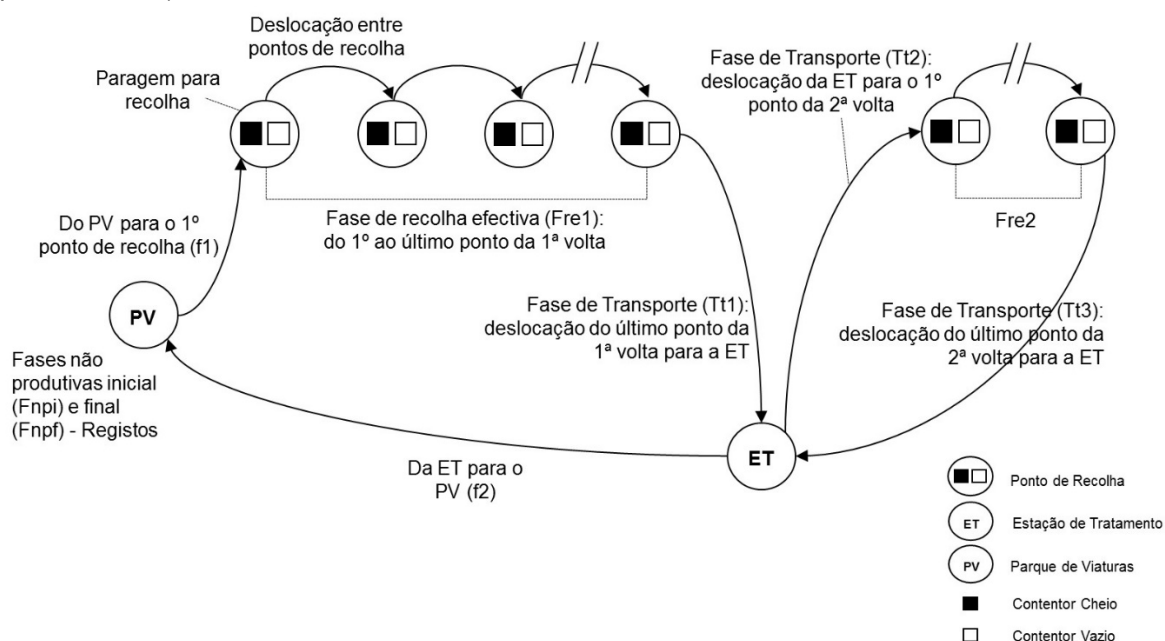 Deslocação entre
pontos de recolha
Paragem para
recolha
Fase de Transporte (Tt2):
deslocação da ET para o 1º
ponto da 2ª volta
Do PV para o 1º
ponto de recolha (f1)
Fase de recolha efectiva (Fre1):
do 1º ao último ponto da 1ª volta
Fre2
PV
Fases não
produtivas inicial
(Fnpi) e final
(Fnpf) - Registos
Fase de Transporte (Tt1):
deslocação do último ponto da
1ª volta para a ET
Fase de Transporte (Tt3):
deslocação do último ponto da
2ª volta para a ET
ET
Da ET para o
PV (f2)
Ponto de Recolha
ET Estação de Tratamento
PV Parque de Viaturas
Contentor Cheio
Contentor Vazio